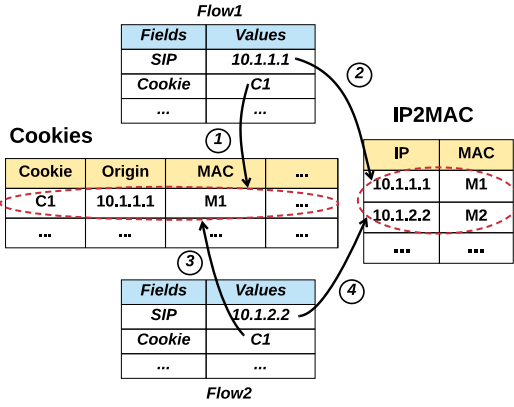 Flow1
Fields Values
SIP 10.1.1.1
Cookie C1
... ...
1
2
Cookies
Cookie Origin MAC ...
C1 10.1.1.1 M1 ...
... ... ... ...
IP2MAC
IP MAC
10.1.1.1 M1
10.1.2.2 M2
... ...
3
4
Fields Values
SIP 10.1.2.2
Cookie C1
... ...
Flow2